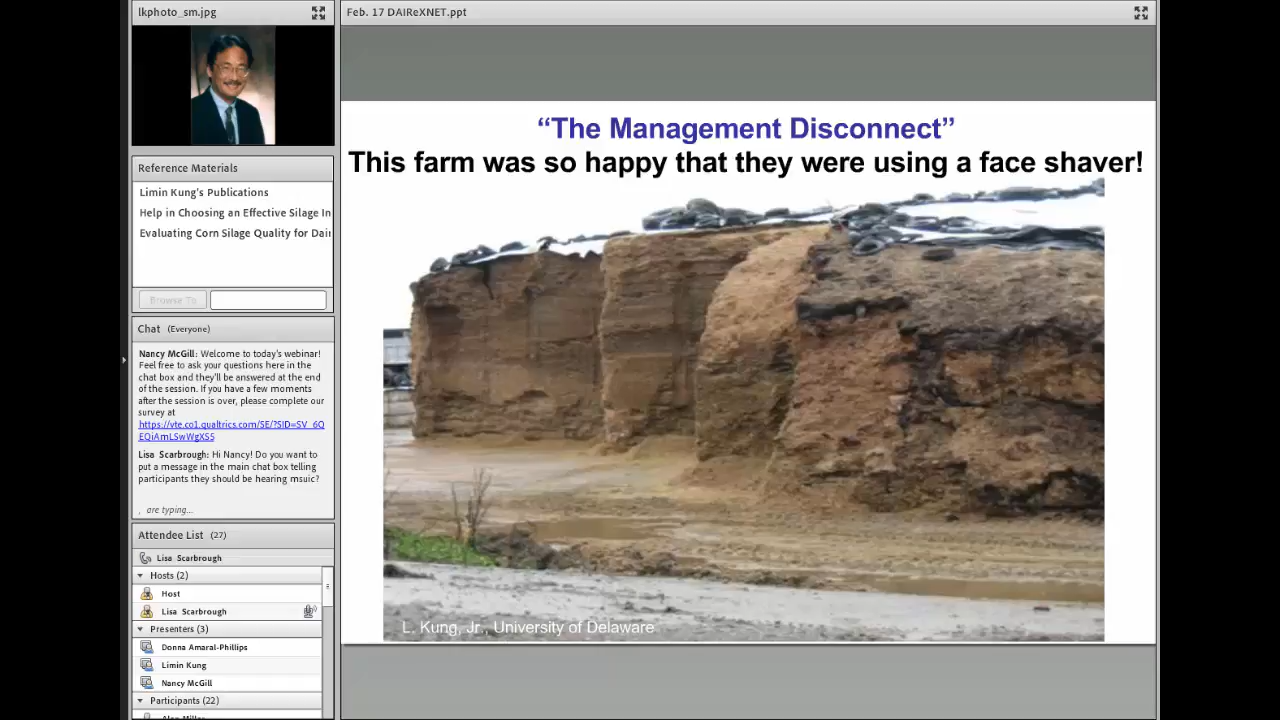 lkphoto_sm.jpg
Feb. 17 DAIReXNET.ppt
Reference Materials
Limin Kung's Publications
Help in Choosing an Effective Silage In
Evaluating Corn Silage Quality for Dair
Browse To
Chat (Everyone)
Nancy McGill: Welcome to today's webinar!
Feel free to ask your questions here in the
chat box and they'll be answered at the end
of the session. If you have a few moments
after the session is over, please complete our
survey at
https://vte.co1.qualtrics.com/SE/?SID=SV_6Q
EQiAmLSwWgXS5
Lisa Scarbrough: Hi Nancy! Do you want to
put a message in the main chat box telling
participants they should be hearing msuic?
, are typing...
Attendee List (27)
Lisa Scarbrough
Hosts (2)
Host
Lisa Scarbrough
Presenters (3)
Donna Amaral-Phillips
Limin Kung
Nancy McGill
Participants (22)
“The Management Disconnect”
This farm was so happy that they were using a face shaver!
L. Kung, Jr., University of Delaware